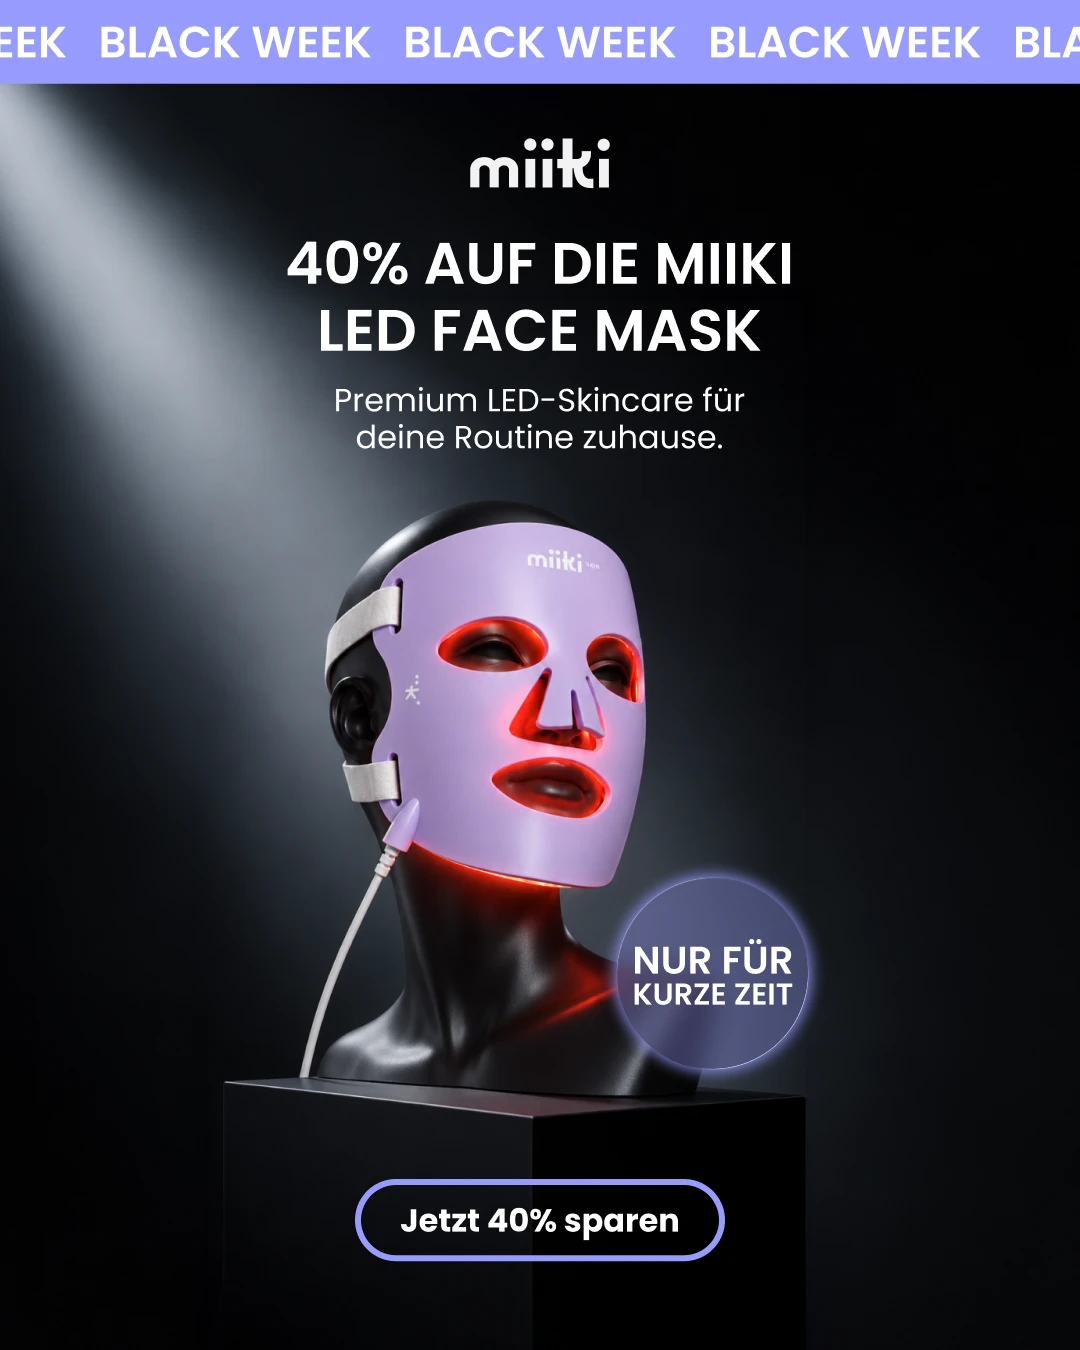 EEK BLACK WEEK BLACK WEEK BLACK WEEK BLA
miiki
40% AUF DIE MIIKI
LED FACE MASK
Premium LED-Skincare für
deine Routine zuhause.
miiki
NUR FÜR
KURZE ZEIT
Jetzt 40% sparen